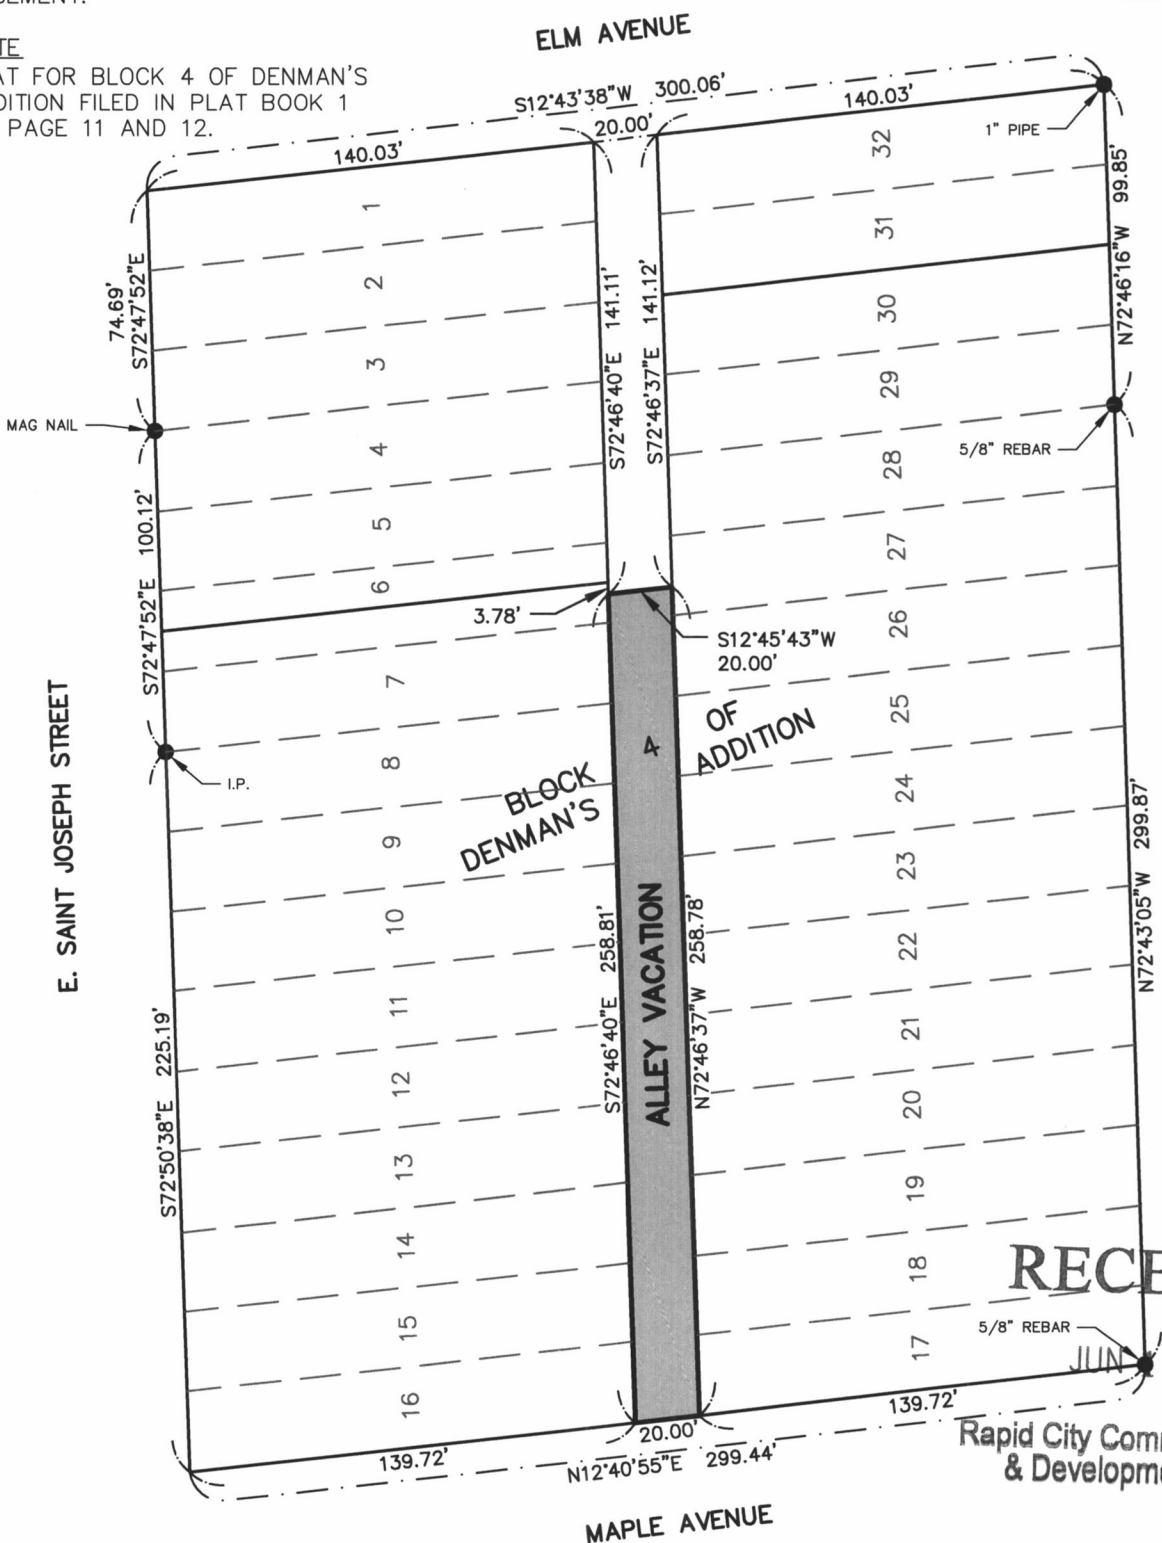 TE
AT FOR BLOCK 4 OF DENMAN'S
DITION FILED IN PLAT BOOK 1
PAGE 11 AND 12.
ELM AVENUE
S12°43'38"W 300.06'
140.03'
20.00'
140.03'
1" PIPE
32
31
30
29
28
27
26
25
24
23
22
21
20
19
18
17
1
2
3
4
5
6
7
8
9
10
11
12
13
14
15
16
74.69'
S72°47'52"E
MAG NAIL
S72°47'52"E 100.12'
I.P.
S72°50'38"E 225.19'
E. SAINT JOSEPH STREET
S72°46'40"E 141.11'
S72°46'37"E 141.12'
N72°46'16"W 99.85'
5/8" REBAR
3.78'
S12°45'43"W
20.00'
BLOCK 4 OF
DENMAN'S ADDITION
ALLEY VACATION
S72°46'40"E 258.81'
N72°46'37"W 258.78'
N72°43'05"W 299.87'
5/8" REBAR
139.72'
20.00'
139.72'
N12°40'55"E 299.44'
MAPLE AVENUE
RECE
JUN
Rapid City Com
& Developm